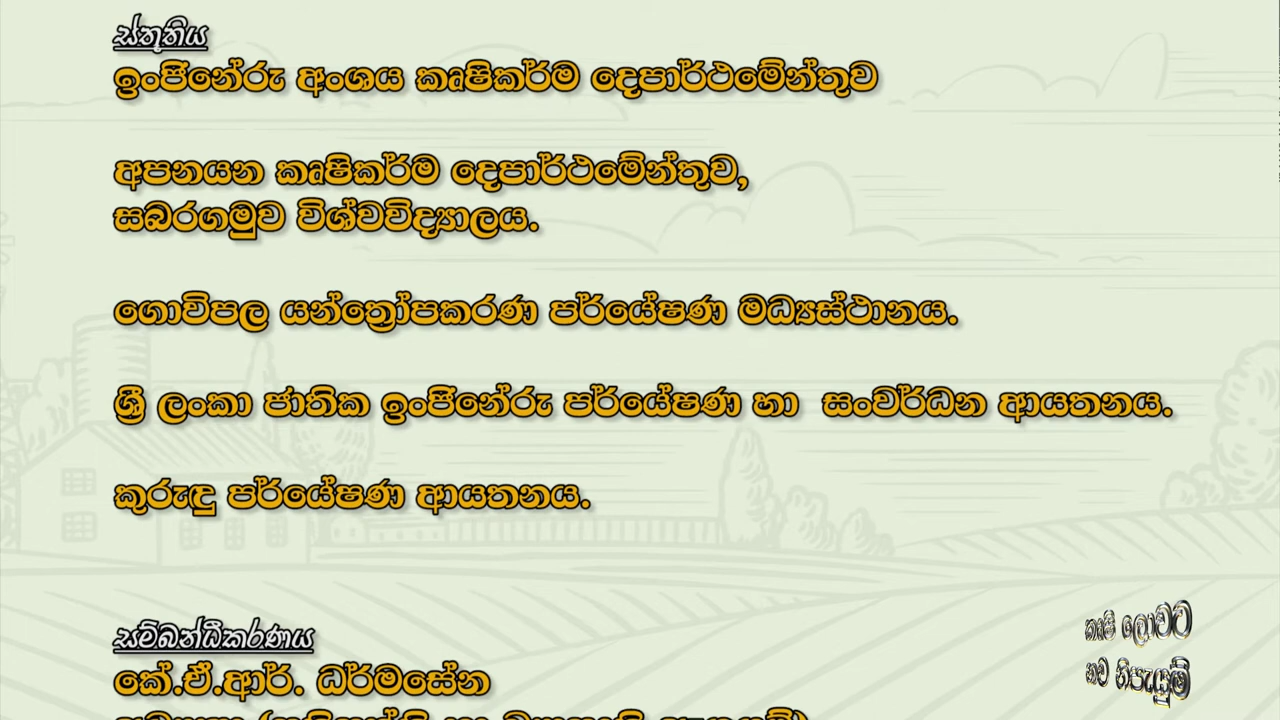 ස්තූතිය
ඉංජිනේරු අංශය කෘෂිකර්ම දෙපාර්ථමේන්තුව
අපනයන කෘෂිකර්ම දෙපාර්ථමේන්තුව,
සබරගමුව විශ්වවිද්‍යාලය.
ගොවිපල යන්ත්‍රෝපකරණ පර්යේෂණ මධ්‍යස්ථානය.
ශ්‍රී ලංකා ජාතික ඉංජිනේරු පර්යේෂණ හා සංවර්ධන ආයතනය.
කුරුඳු පර්යේෂණ ආයතනය.
සම්බන්ධීකරණය
කේ.ඒ.ආර්. ධර්මසේන
කෘෂි ලොවට
නව නිපැයුම්